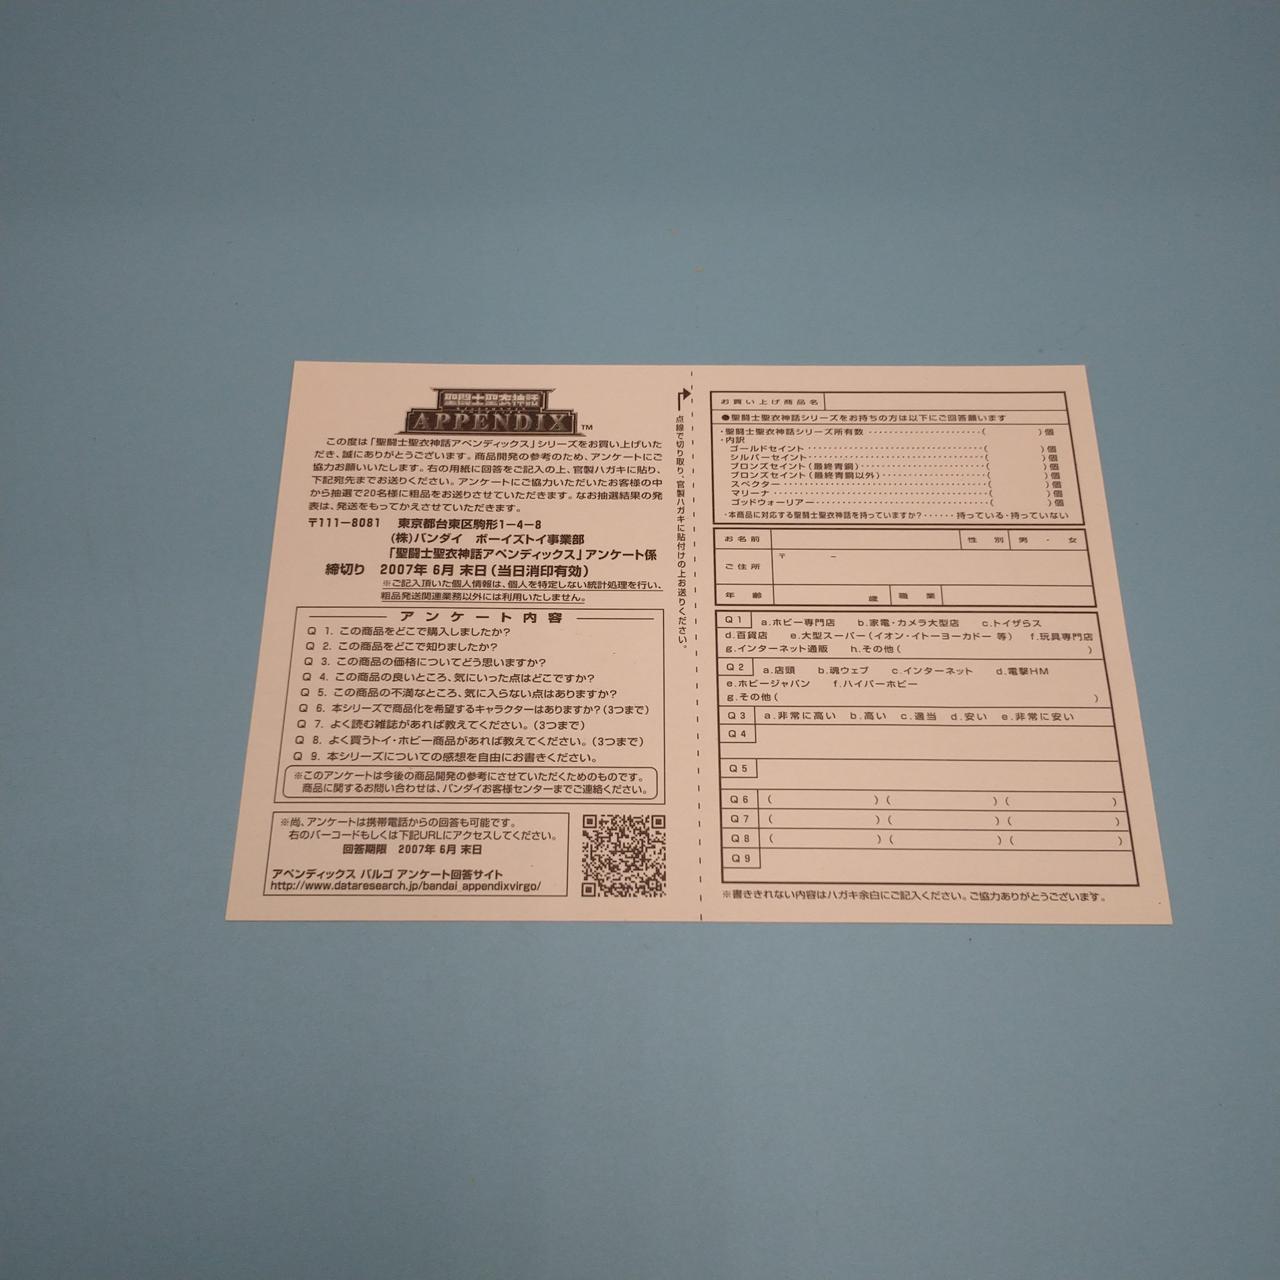 聖闘士聖衣神話
APPENDIX™
この度は「聖闘士聖衣神話アペンディックス」シリーズをお買い上げいた
だき、誠にありがとうございます。商品開発の参考のため、アンケートにご
協力お願いいたします。右の用紙に回答をご記入の上、官製ハガキに貼り、
下記宛先までお送りください。アンケートにご協力いただいたお客様の中
から抽選で20名様に粗品をお送りさせていただきます。なお抽選結果の発
表は、発送をもってかえさせていただきます。
〒111-8081 東京都台東区駒形1-4-8
(株)バンダイ ボーイズトイ事業部
「聖闘士聖衣神話アペンディックス」アンケート係
締切り 2007年 6月 末日(当日消印有効)
※ご記入頂いた個人情報は、個人を特定しない統計処理を行い、
粗品発送関連業務以外には利用いたしません。
アンケート内容
Q 1. この商品をどこで購入しましたか?
Q 2. この商品をどこで知りましたか?
Q 3. この商品の価格についてどう思いますか?
Q 4. この商品の良いところ、気にいった点はどこですか?
Q 5. この商品の不満なところ、気に入らない点はありますか?
Q 6. 本シリーズで商品化を希望するキャラクターはありますか?(3つまで)
Q 7. よく読む雑誌があれば教えてください。(3つまで)
Q 8. よく買うトイ・ホビー商品があれば教えてください。(3つまで)
Q 9. 本シリーズについての感想を自由にお書きください。
※このアンケートは今後の商品開発の参考にさせていただくためのものです。
商品に関するお問い合わせは、バンダイお客様センターまでご連絡ください。
※尚、アンケートは携帯電話からの回答も可能です。
右のバーコードもしくは下記URLにアクセスしてください。
回答期限 2007年 6月 末日
アペンディックス バルゴ アンケート回答サイト
http://www.dataresearch.jp/bandai_appendixvirgo/
点線で切り取り、官製ハガキに貼付けの上お送りください。
お買い上げ商品名
●聖闘士聖衣神話シリーズをお持ちの方は以下にご回答願います
・聖闘士聖衣神話シリーズ所有数 ・・・・・・・・・・・・・・・( )個
・内訳
ゴールドセイント・・・・・・・・・・・・・・・・・・・・・・・( )個
シルバーセイント・・・・・・・・・・・・・・・・・・・・・・・( )個
ブロンズセイント(最終青銅)・・・・・・・・・・・・・・・・( )個
ブロンズセイント(最終青銅以外)・・・・・・・・・・・・・( )個
スペクター・・・・・・・・・・・・・・・・・・・・・・・・・・・( )個
マリーナ・・・・・・・・・・・・・・・・・・・・・・・・・・・・( )個
ゴッドウォーリアー・・・・・・・・・・・・・・・・・・・・・( )個
・本商品に対応する聖闘士聖衣神話を持っていますか?・・・・・・持っている・持っていない
お名前 性別 男・女
ご住所 〒 -
年齢 歳 職業
Q1 a.ホビー専門店 b.家電・カメラ大型店 c.トイザらス
d.百貨店 e.大型スーパー(イオン・イトーヨーカドー 等) f.玩具専門店
g.インターネット通販 h.その他( )
Q2 a.店頭 b.魂ウェブ c.インターネット d.電撃HM
e.ホビージャパン f.ハイパーホビー
g.その他( )
Q3 a.非常に高い b.高い c.適当 d.安い e.非常に安い
Q4
Q5
Q6 ( )( )( )
Q7 ( )( )( )
Q8 ( )( )( )
Q9
※書ききれない内容はハガキ余白にご記入ください。ご協力ありがとうございます。